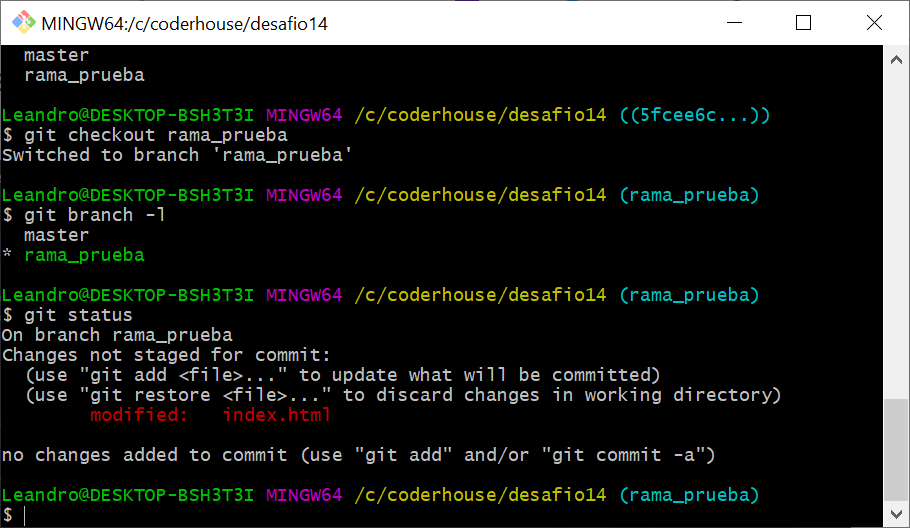 MINGW64:/c/coderhouse/desafio14
master
rama_prueba
Leandro@DESKTOP-BSH3T3I MINGW64 /c/coderhouse/desafio14 ((5fcee6c...))
$ git checkout rama_prueba
Switched to branch 'rama_prueba'
Leandro@DESKTOP-BSH3T3I MINGW64 /c/coderhouse/desafio14 (rama_prueba)
$ git branch -l
master
* rama_prueba
Leandro@DESKTOP-BSH3T3I MINGW64 /c/coderhouse/desafio14 (rama_prueba)
$ git status
On branch rama_prueba
Changes not staged for commit:
(use "git add <file>..." to update what will be committed)
(use "git restore <file>..." to discard changes in working directory)
modified:   index.html
no changes added to commit (use "git add" and/or "git commit -a")
Leandro@DESKTOP-BSH3T3I MINGW64 /c/coderhouse/desafio14 (rama_prueba)
$